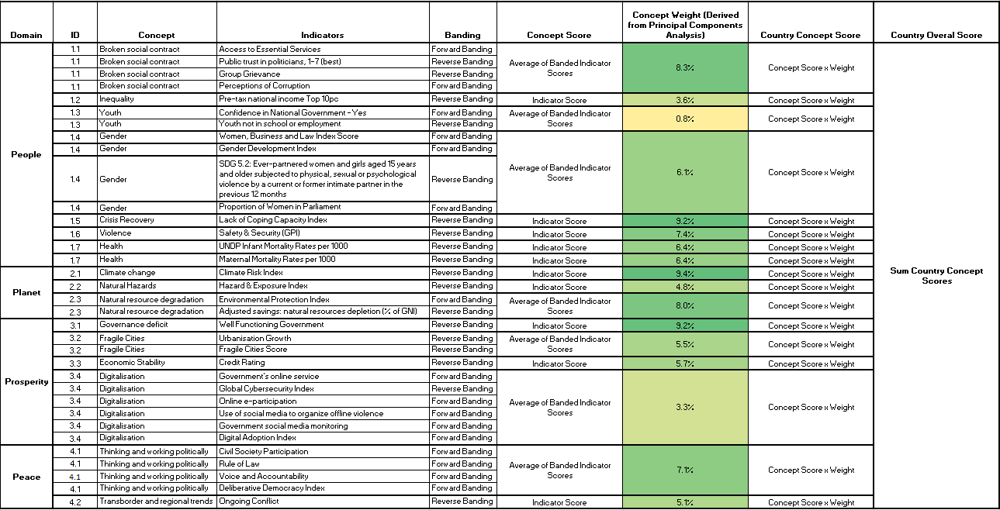 Domain ID Concept Indicators Banding Concept Score Concept Weight (Derived from Principal Components Analysis) Country Concept Score Country Overal Score
People
1.1 Broken social contract Access to Essential Services Forward Banding
1.1 Broken social contract Public trust in politicians, 1-7 (best) Reverse Banding
1.1 Broken social contract Group Grievance Reverse Banding
1.1 Broken social contract Perceptions of Corruption Forward Banding
Average of Banded Indicator
Scores
8.3% Concept Score x Weight
1.2 Inequality Pre-tax national income Top 10pc Reverse Banding Indicator Score 3.6% Concept Score x Weight
1.3 Youth Confidence in National Government - Yes Forward Banding
1.3 Youth Youth not in school or employment Reverse Banding
Average of Banded Indicator
Scores
0.8% Concept Score x Weight
1.4 Gender Women, Business and Law Index Score Forward Banding
1.4 Gender Gender Development Index Forward Banding
1.4 Gender SDG 5.2: Ever-partnered women and girls aged 15 years
and older subjected to physical, sexual or psychological
violence by a current or former intimate partner in the
previous 12 months
Reverse Banding
1.4 Gender Proportion of Women in Parliament Forward Banding
Average of Banded Indicator
Scores
6.1% Concept Score x Weight
1.5 Crisis Recovery Lack of Coping Capacity Index Reverse Banding Indicator Score 9.2% Concept Score x Weight
1.6 Violence Safety & Security (GPI) Reverse Banding Indicator Score 7.4% Concept Score x Weight
1.7 Health UNDP Infant Mortality Rates per 1000 Reverse Banding Indicator Score 6.4% Concept Score x Weight
1.7 Health Maternal Mortality Rates per 1000 Reverse Banding Indicator Score 6.4% Concept Score x Weight
Planet
2.1 Climate change Climate Risk Index Reverse Banding Indicator Score 9.4% Concept Score x Weight
2.2 Natural Hazards Hazard & Exposure Index Reverse Banding Indicator Score 4.8% Concept Score x Weight
2.3 Natural resource degradation Environmental Protection Index Forward Banding
2.3 Natural resource degradation Adjusted savings: natural resources depletion (% of GNI) Reverse Banding
Average of Banded Indicator
Scores
8.0% Concept Score x Weight
Prosperity
3.1 Governance deficit Well Functioning Government Reverse Banding Indicator Score 9.2% Concept Score x Weight
3.2 Fragile Cities Urbanisation Growth Reverse Banding
3.2 Fragile Cities Fragile Cities Score Reverse Banding
Average of Banded Indicator
Scores
5.5% Concept Score x Weight
3.3 Economic Stability Credit Rating Reverse Banding Indicator Score 5.7% Concept Score x Weight
3.4 Digitalisation Government's online service Forward Banding
3.4 Digitalisation Global Cybersecurity Index Reverse Banding
3.4 Digitalisation Online e-participation Forward Banding
3.4 Digitalisation Use of social media to organize offline violence Forward Banding
3.4 Digitalisation Government social media monitoring Forward Banding
3.4 Digitalisation Digital Adoption Index Forward Banding
Average of Banded Indicator
Scores
3.3% Concept Score x Weight
Peace
4.1 Thinking and working politically Civil Society Participation Forward Banding
4.1 Thinking and working politically Rule of Law Forward Banding
4.1 Thinking and working politically Voice and Accountability Forward Banding
4.1 Thinking and working politically Deliberative Democracy Index Forward Banding
Average of Banded Indicator
Scores
7.1% Concept Score x Weight
4.2 Transborder and regional trends Ongoing Conflict Reverse Banding Indicator Score 5.1% Concept Score x Weight
Sum Country Concept
Scores